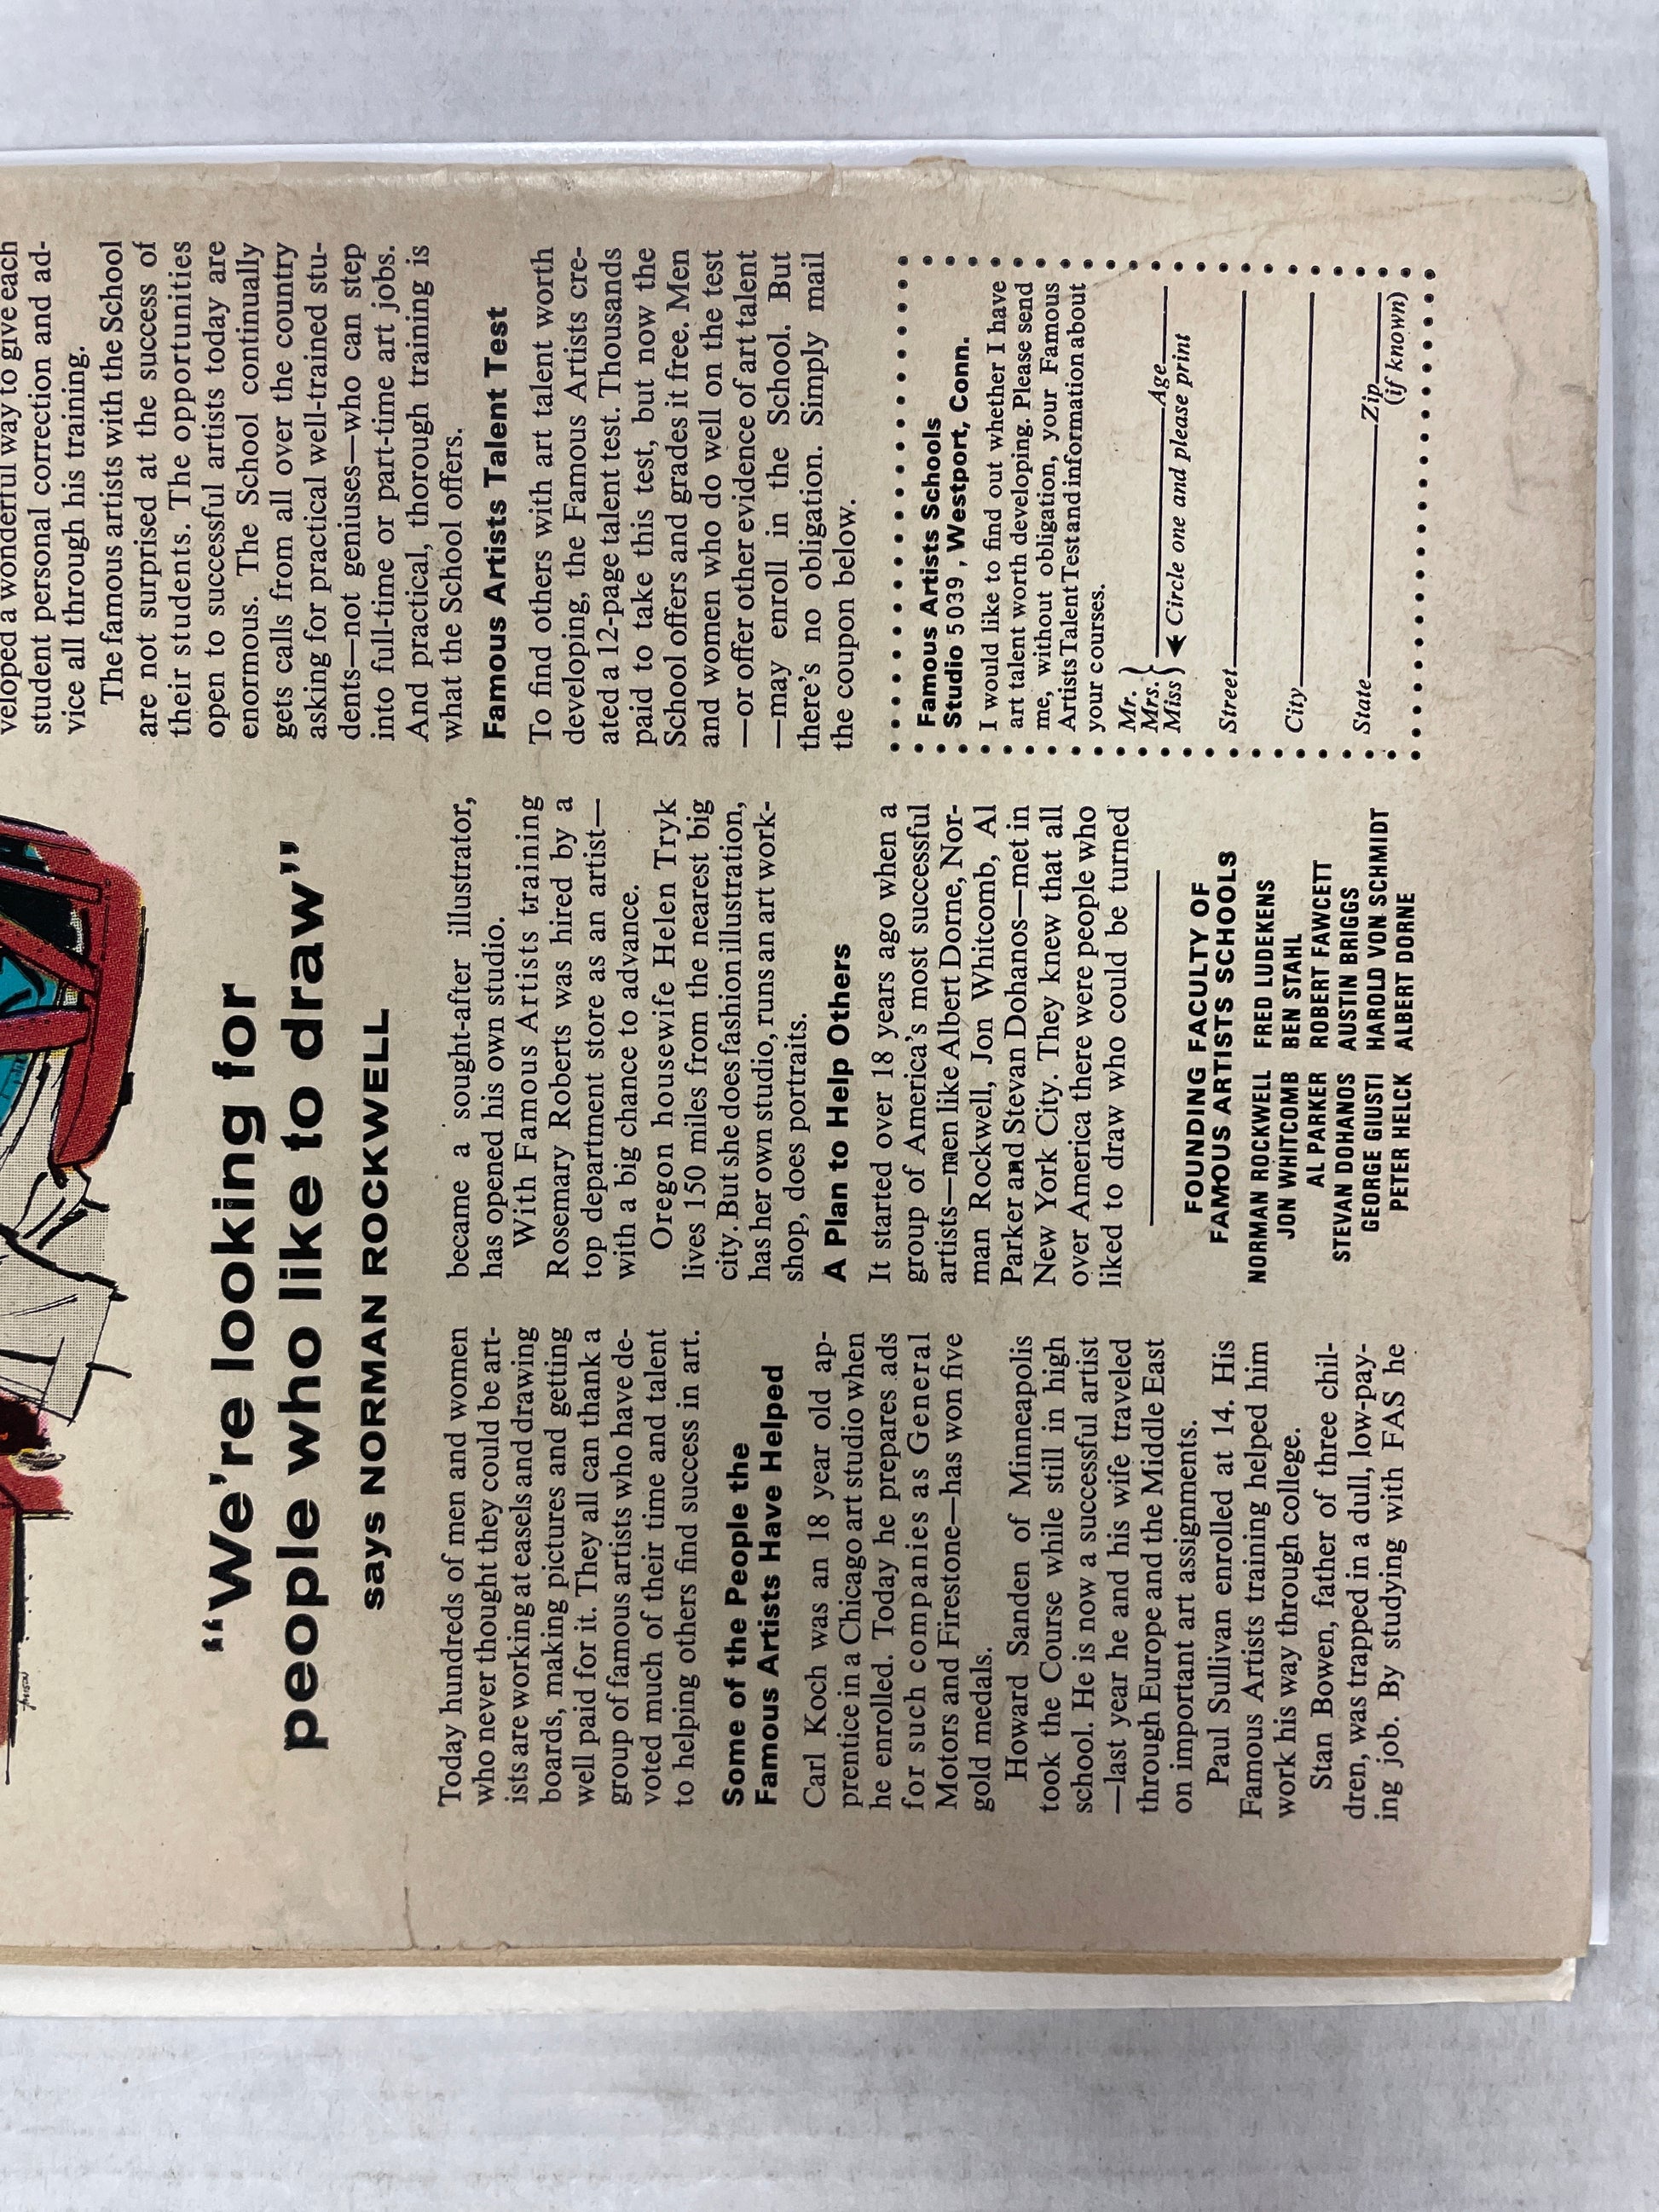 "We're looking for
people who like to draw"
says NORMAN ROCKWELL
Today hundreds of men and women
who never thought they could be art-
ists are working at easels and drawing
boards, making pictures and getting
well paid for it. They all can thank a
group of famous artists who have de-
voted much of their time and talent
to helping others find success in art.
Some of the People the
Famous Artists Have Helped
Carl Koch was an 18 year old ap-
prentice in a Chicago art studio when
he enrolled. Today he prepares ads
for such companies as General
Motors and Firestone—has won five
gold medals.
Howard Sanden of Minneapolis
took the Course while still in high
school. He is now a successful artist
—last year he and his wife traveled
through Europe and the Middle East
on important art assignments.
Paul Sullivan enrolled at 14. His
Famous Artists training helped him
work his way through college.
Stan Bowen, father of three chil-
dren, was trapped in a dull, low-pay-
ing job. By studying with FAS he
became a sought-after illustrator,
has opened his own studio.
With Famous Artists training
Rosemary Roberts was hired by a
top department store as an artist—
with a big chance to advance.
Oregon housewife Helen Tryk
lives 150 miles from the nearest big
city. But she does fashion illustration,
has her own studio, runs an art work-
shop, does portraits.
A Plan to Help Others
It started over 18 years ago when a
group of America's most successful
artists—men like Albert Dorne, Nor-
man Rockwell, Jon Whitcomb, Al
Parker and Stevan Dohanos—met in
New York City. They knew that all
over America there were people who
liked to draw who could be turned
FOUNDING FACULTY OF
FAMOUS ARTISTS SCHOOLS
NORMAN ROCKWELL FRED LUDEKENS
JON WHITCOMB BEN STAHL
AL PARKER ROBERT FAWCETT
STEVAN DOHANOS AUSTIN BRIGGS
GEORGE GIUSTI HAROLD VON SCHMIDT
PETER HELCK ALBERT DORNE
veloped a wonderful way to give each
student personal correction and ad-
vice all through his training.
The famous artists with the School
are not surprised at the success of
their students. The opportunities
open to successful artists today are
enormous. The School continually
gets calls from all over the country
asking for practical well-trained stu-
dents—not geniuses—who can step
into full-time or part-time art jobs.
And practical, thorough training is
what the School offers.
Famous Artists Talent Test
To find others with art talent worth
developing, the Famous Artists cre-
ated a 12-page talent test. Thousands
paid to take this test, but now the
School offers and grades it free. Men
and women who do well on the test
—or offer other evidence of art talent
—may enroll in the School. But
there's no obligation. Simply mail
the coupon below.
Famous Artists Schools
Studio 5039, Westport, Conn.
I would like to find out whether I have
art talent worth developing. Please send
me, without obligation, your Famous
Artists Talent Test and information about
your courses.
Mr.
Mrs. Age
Miss Circle one and please print
Street
City
State Zip
(if known)